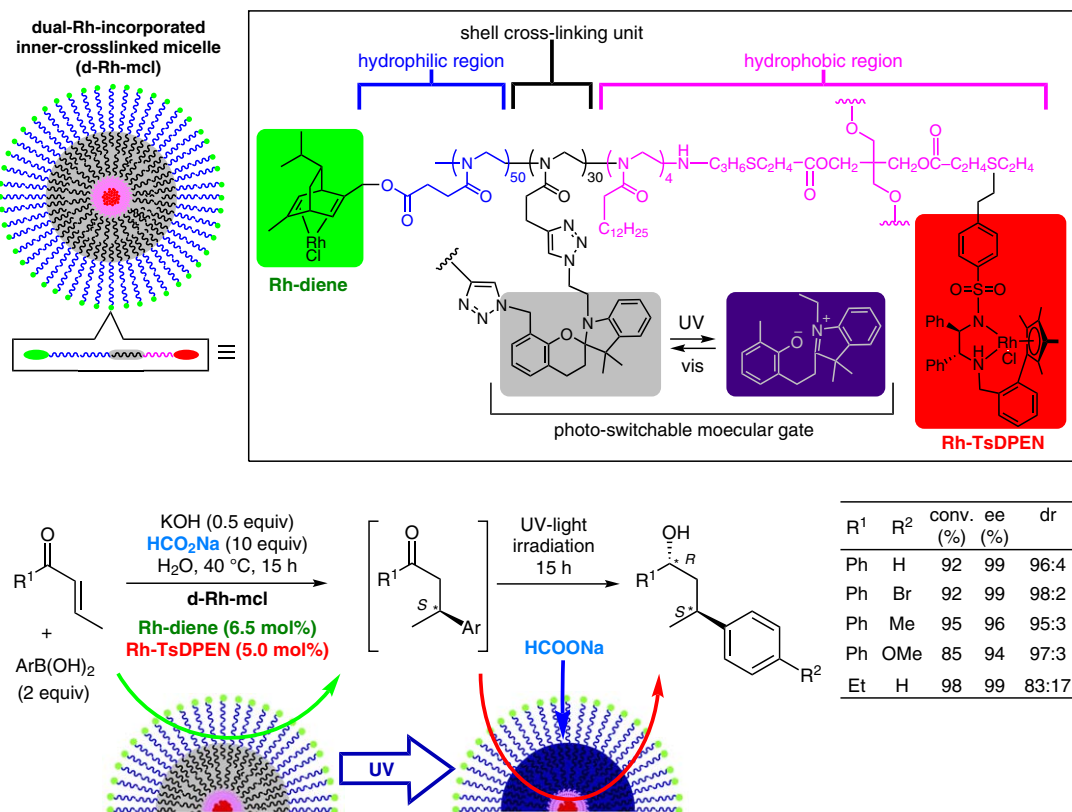 dual-Rh-incorporated
inner-crosslinked micelle
(d-Rh-mcl)
≡
shell cross-linking unit
hydrophilic region
hydrophobic region
Rh
Cl
Rh-diene
O
O
O
N
O
50
N
O
30
N
O
4
C12H25
H
N
C3H6SC2H4
O
COCH2
O
O
CH2OC
O
C2H4SC2H4
N
N
N
N
N
N
N
O
UV
vis
N
+
O
−
photo-switchable moecular gate
O=S=O
Ph
N
Ph
H
N
Rh
Cl
Rh-TsDPEN
O
R1
+
ArB(OH)2
(2 equiv)
KOH (0.5 equiv)
HCO2Na (10 equiv)
H2O, 40 °C, 15 h
d-Rh-mcl
Rh-diene (6.5 mol%)
Rh-TsDPEN (5.0 mol%)
O
R1
S
*
Ar
UV-light
irradiation
15 h
HCOONa
OH
R1
* R
S
*
R2
UV
R1 R2 conv. (%) ee (%) dr
Ph H 92 99 96:4
Ph Br 92 99 98:2
Ph Me 95 96 95:3
Ph OMe 85 94 97:3
Et H 98 99 83:17